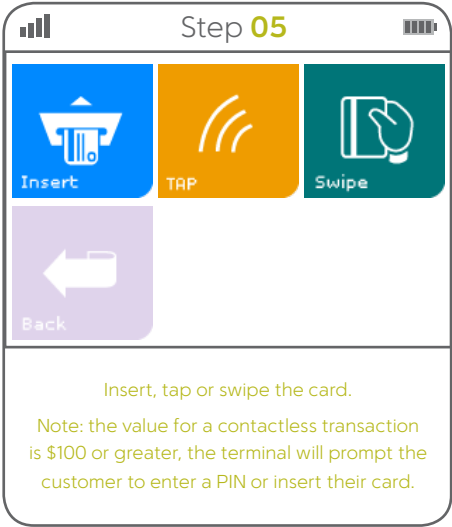 Step 05
Insert
TAP
Swipe
Back
Insert, tap or swipe the card.
Note: the value for a contactless transaction
is $100 or greater, the terminal will prompt the
customer to enter a PIN or insert their card.